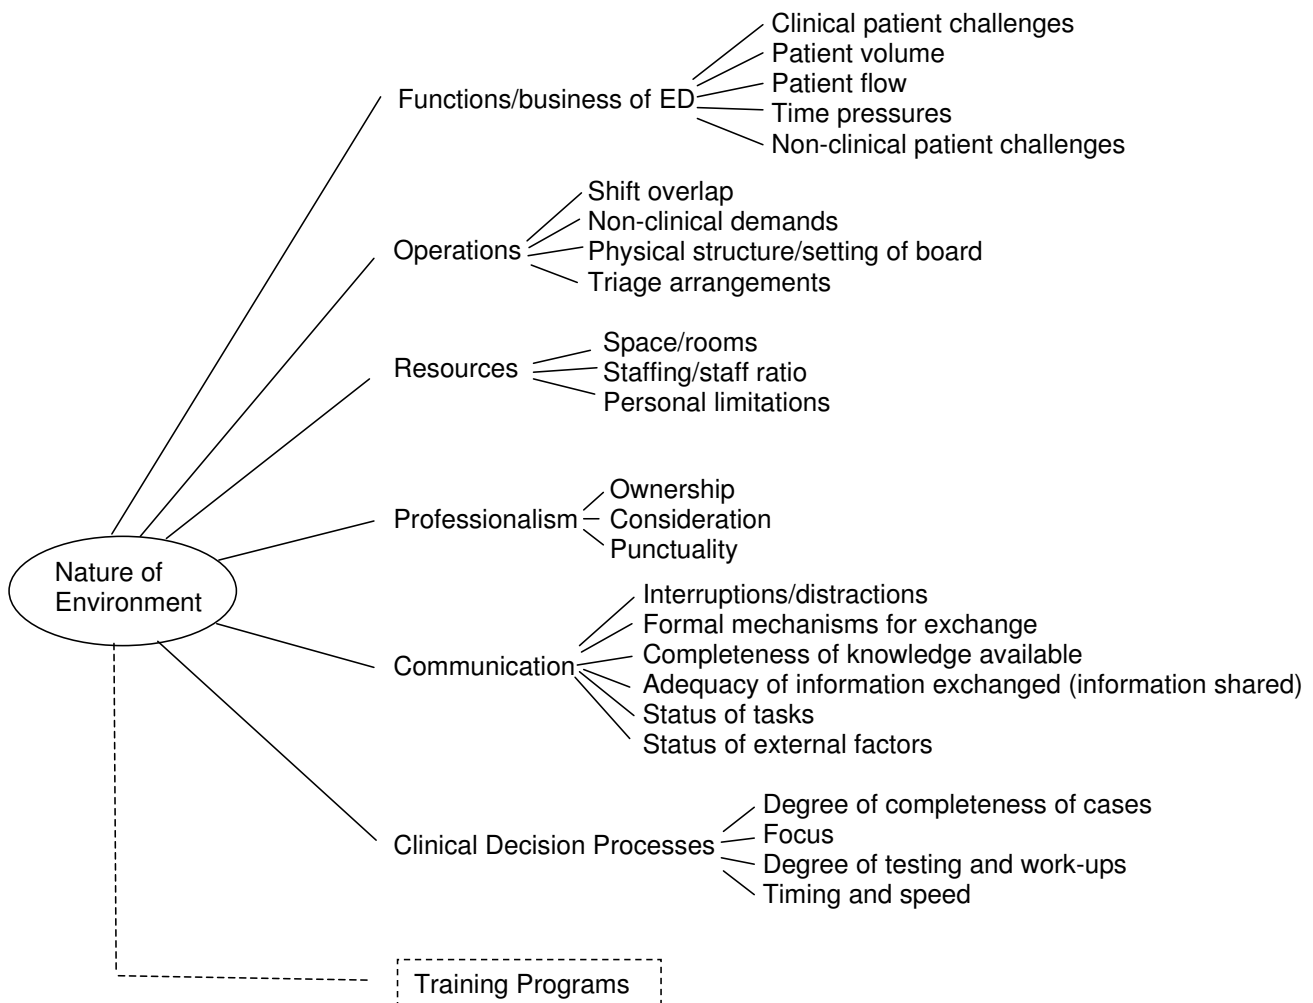 Clinical patient challenges
Patient volume
Patient flow
Time pressures
Non-clinical patient challenges
Functions/business of ED
Shift overlap
Non-clinical demands
Physical structure/setting of board
Triage arrangements
Operations
Space/rooms
Staffing/staff ratio
Personal limitations
Resources
Ownership
Consideration
Punctuality
Professionalism
Nature of
Environment
Interruptions/distractions
Formal mechanisms for exchange
Completeness of knowledge available
Adequacy of information exchanged (information shared)
Status of tasks
Status of external factors
Communication
Degree of completeness of cases
Focus
Degree of testing and work-ups
Timing and speed
Clinical Decision Processes
Training Programs